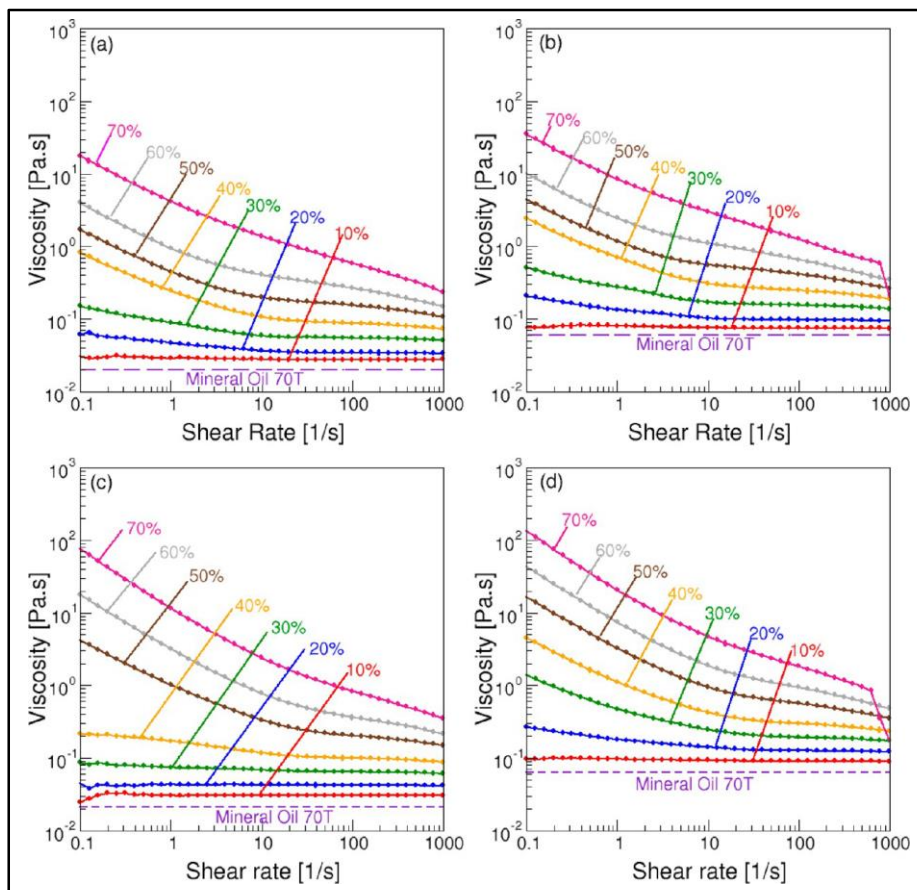 (a)
10^3
10^2
10^1
10^0
10^-1
10^-2
Viscosity [Pa.s]
70%
60%
50%
40%
30%
20%
10%
Mineral Oil 70T
0.1 1 10 100 1000
Shear Rate [1/s]
(b)
10^3
10^2
10^1
10^0
10^-1
10^-2
Viscosity [Pa.s]
70%
60%
50%
40%
30%
20%
10%
Mineral Oil 70T
0.1 1 10 100 1000
Shear Rate [1/s]
(c)
10^3
10^2
10^1
10^0
10^-1
10^-2
Viscosity [Pa.s]
70%
60%
50%
40%
30%
20%
10%
Mineral Oil 70T
0.1 1 10 100 1000
Shear rate [1/s]
(d)
10^3
10^2
10^1
10^0
10^-1
10^-2
Viscosity [Pa.s]
70%
60%
50%
40%
30%
20%
10%
Mineral Oil 70T
0.1 1 10 100 1000
Shear rate [1/s]